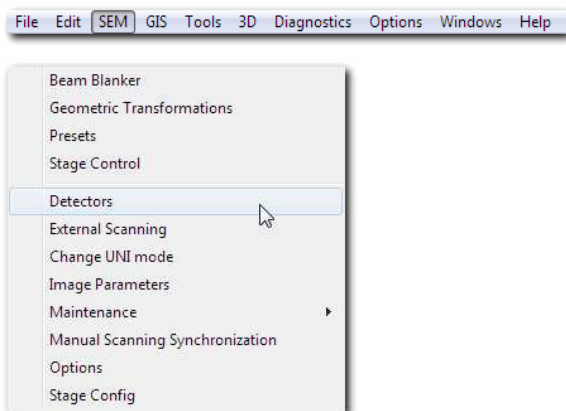 File Edit SEM GIS Tools 3D Diagnostics Options Windows Help
Beam Blanker
Geometric Transformations
Presets
Stage Control
Detectors
External Scanning
Change UNI mode
Image Parameters
Maintenance
Manual Scanning Synchronization
Options
Stage Config